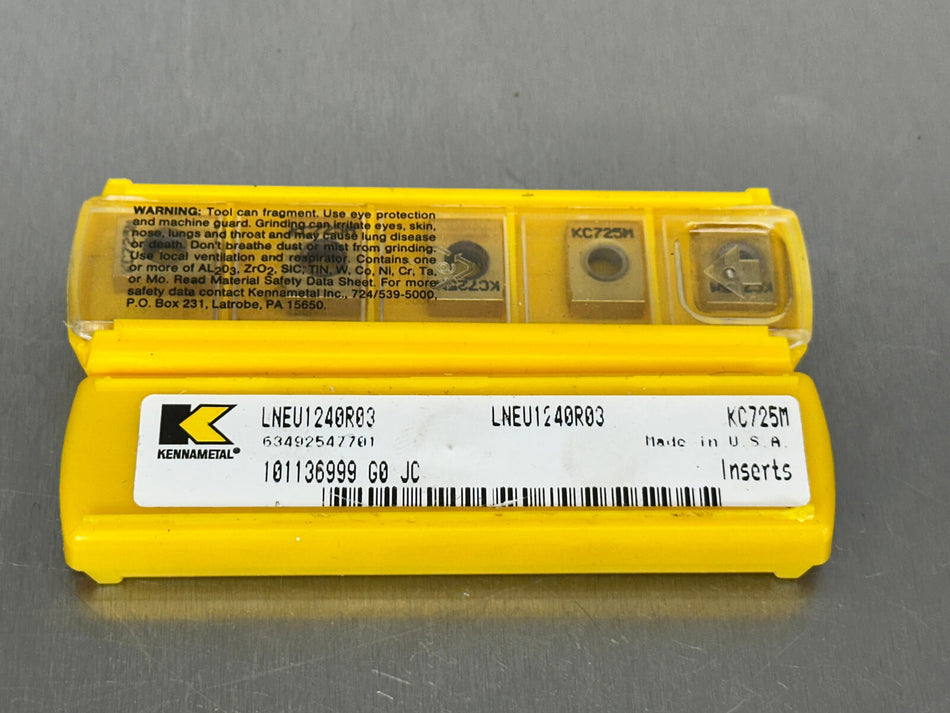 WARNING: Tool can fragment. Use eye protection
and machine guard. Grinding can irritate eyes, skin,
nose, lungs and throat and may cause lung disease
or death. Don't breathe dust or mist from grinding.
Use local ventilation and respirator. Contains one
or more of AL2O3, ZrO2, SIC, TIN, W, Co, Ni, Cr, Ta,
or Mo. Read Material Safety Data Sheet. For more
safety data contact Kennametal Inc., 724/539-5000,
P.O. Box 231, Latrobe, PA 15650.
KC725M
LNEU1240R03 LNEU1240R03 KC725M
63492547701 Made in U.S.A.
KENNAMETAL®
101136999 G0 JC Inserts